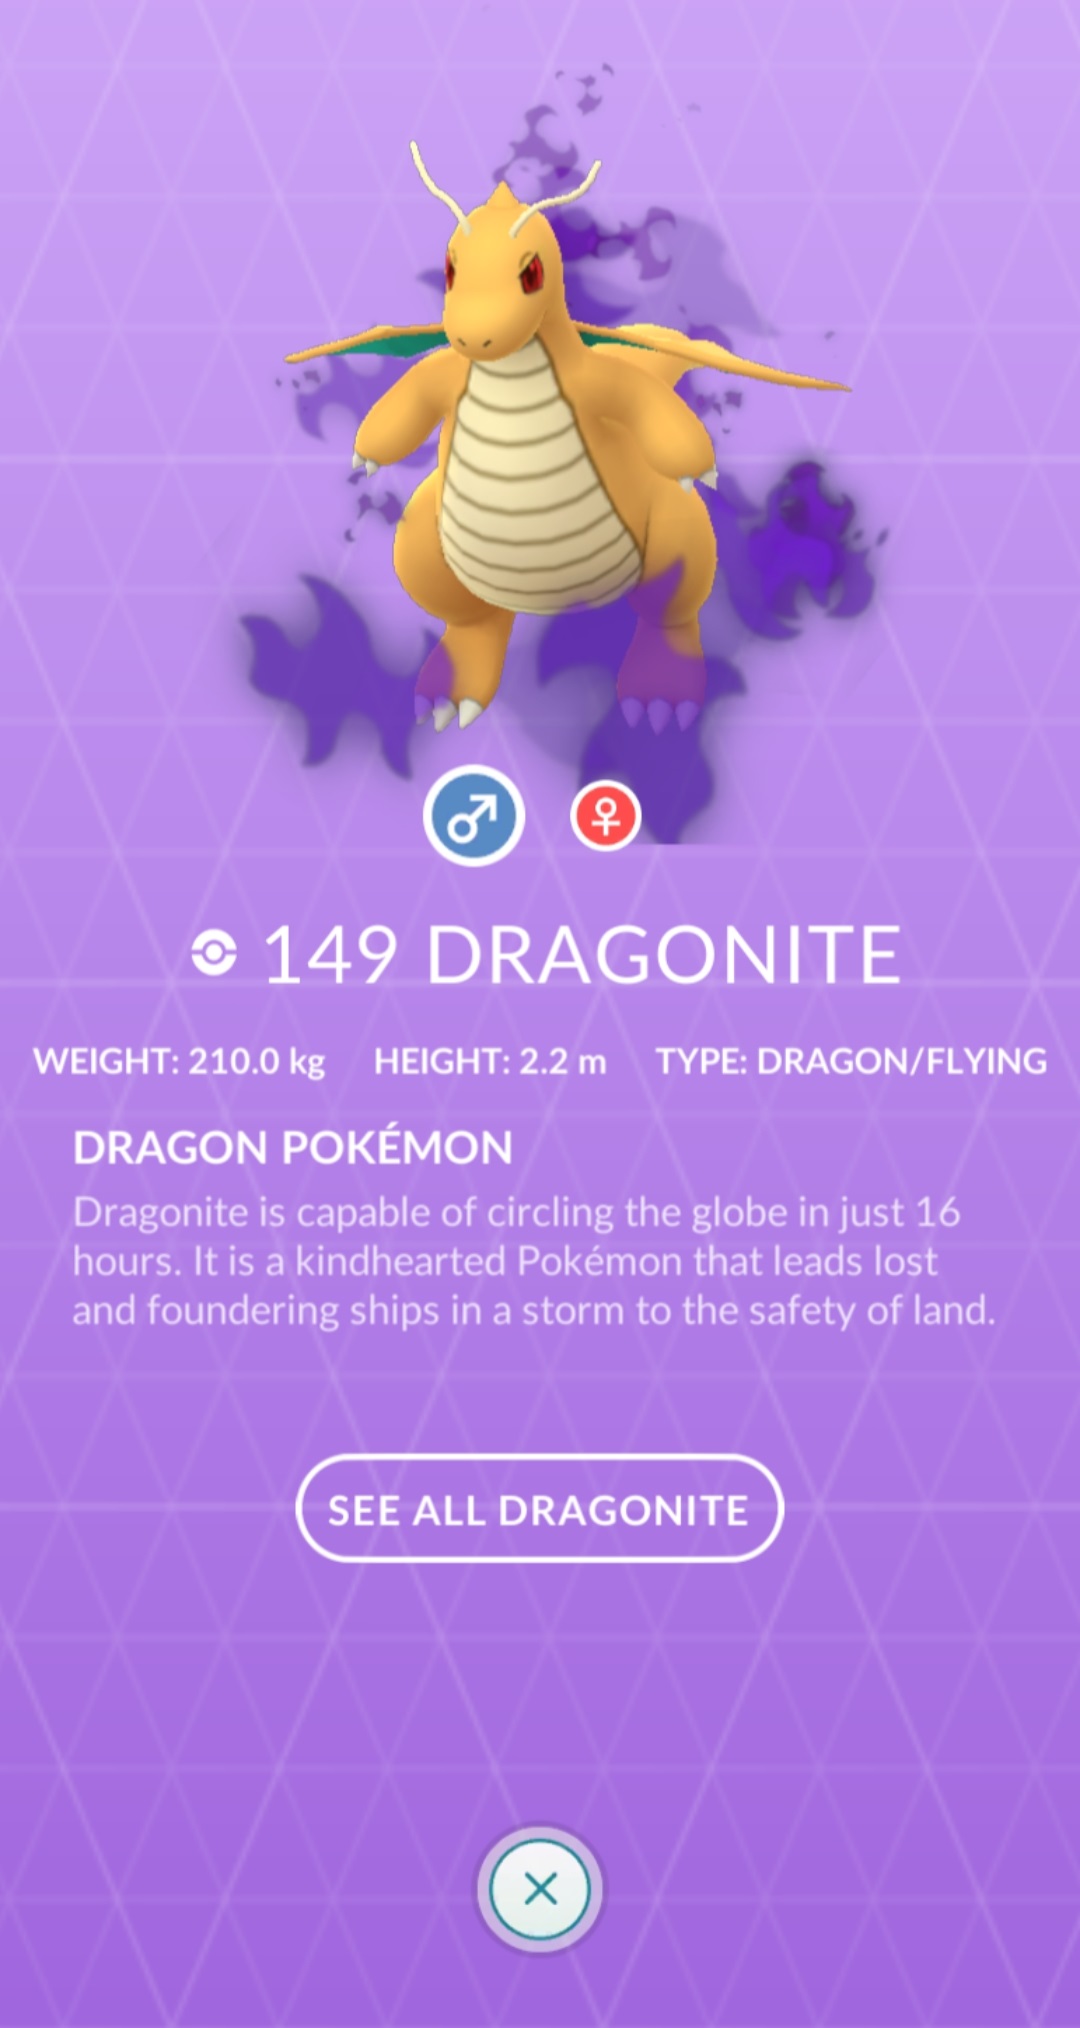 149 DRAGONITE
WEIGHT: 210.0 kg HEIGHT: 2.2 m TYPE: DRAGON/FLYING
DRAGON POKÉMON
Dragonite is capable of circling the globe in just 16
hours. It is a kindhearted Pokémon that leads lost
and foundering ships in a storm to the safety of land.
SEE ALL DRAGONITE